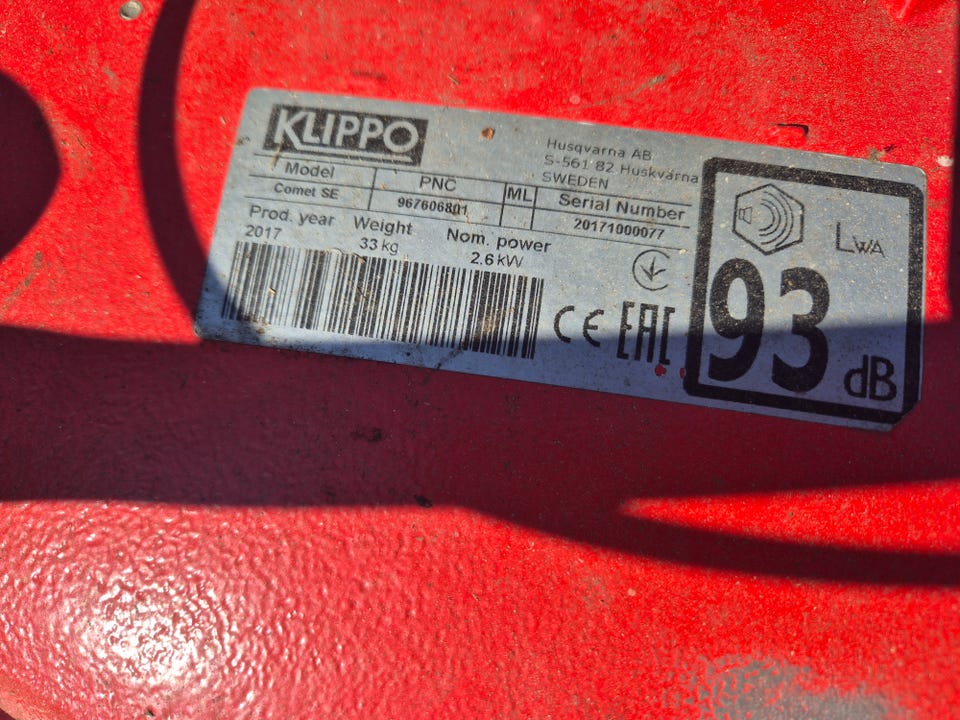 KLIPPO
Husqvarna AB
S-561 82 Huskvarna
SWEDEN
Model PNC ML Serial Number
Comet SE 967606801 20171000077
Prod. year Weight Nom. power
2017 33 kg 2.6 kW
CE EAC
LWA
93
dB